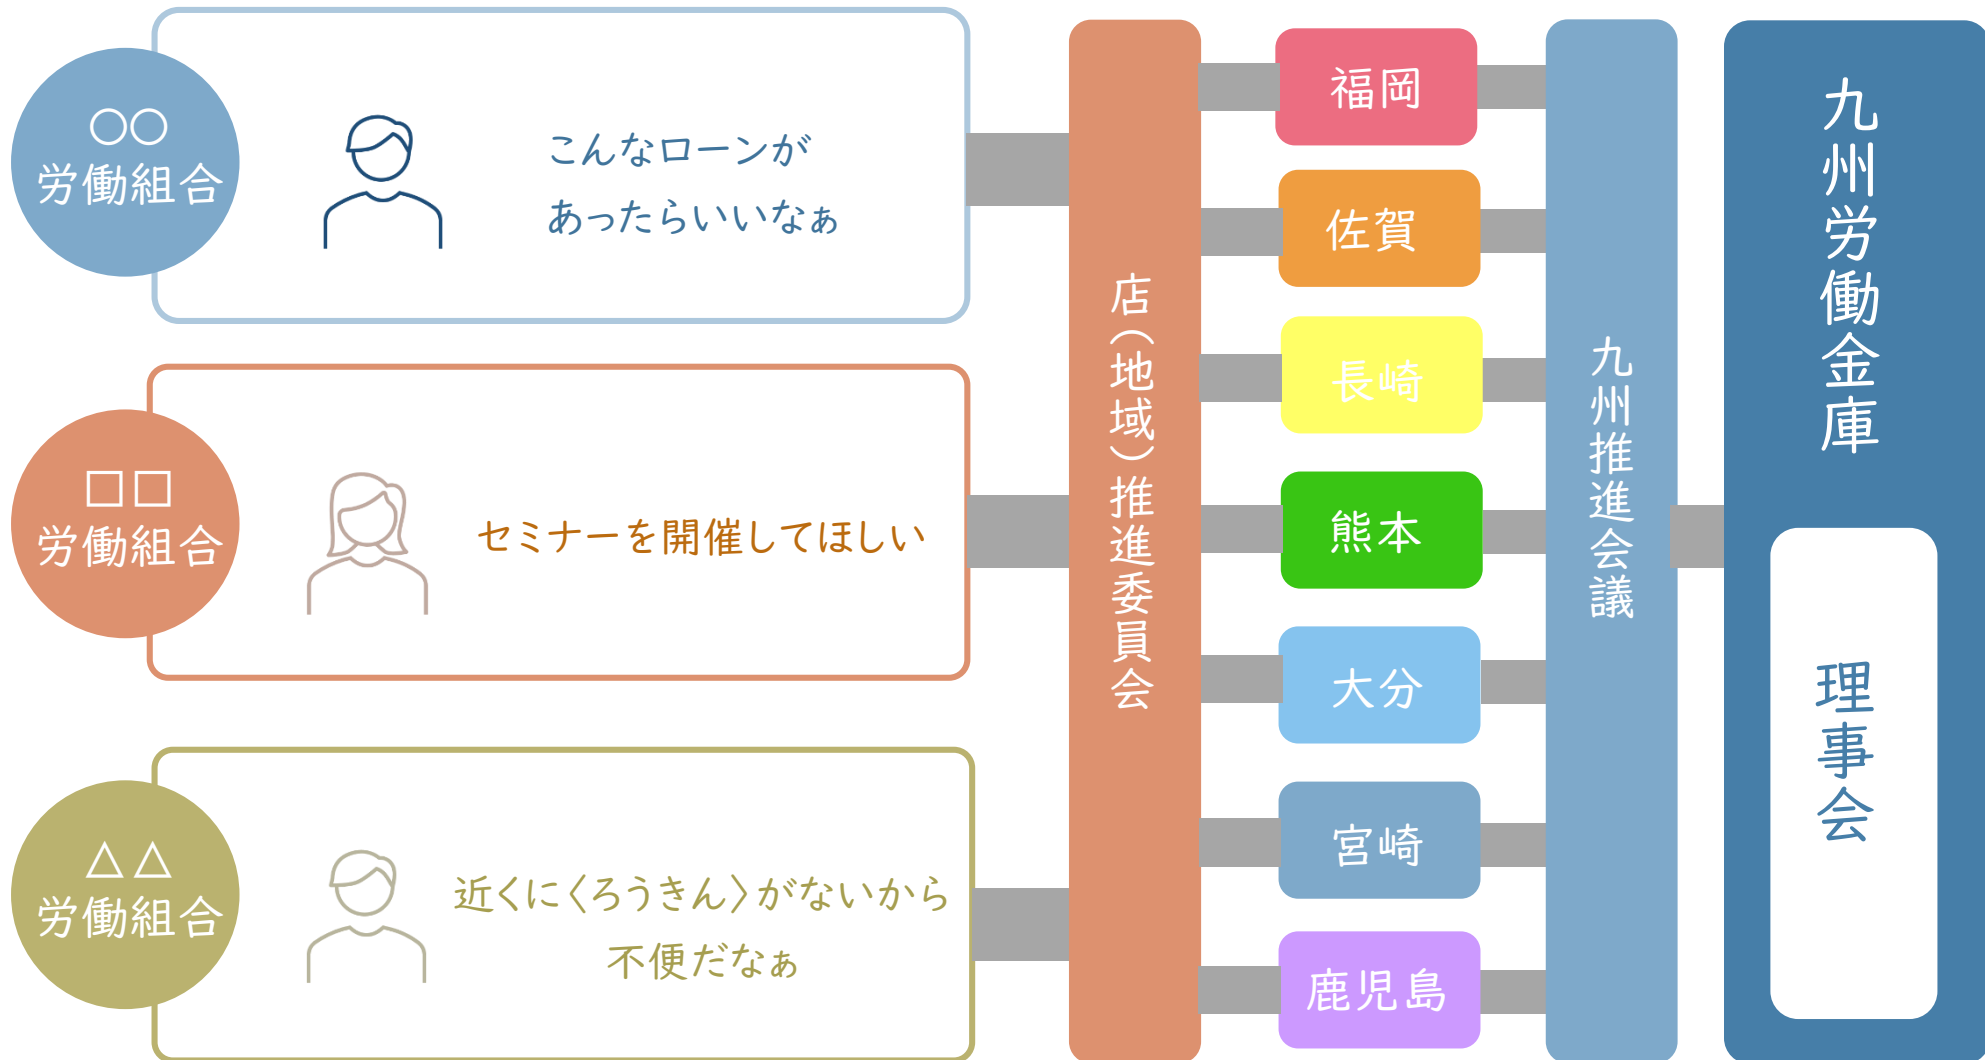 ○○
労働組合
こんなローンが
あったらいいなぁ
□□
労働組合
セミナーを開催してほしい
△△
労働組合
近くに〈ろうきん〉がないから
不便だなぁ
店（地域）推進委員会
福岡
佐賀
長崎
熊本
大分
宮崎
鹿児島
九州推進会議
九州労働金庫
理事会